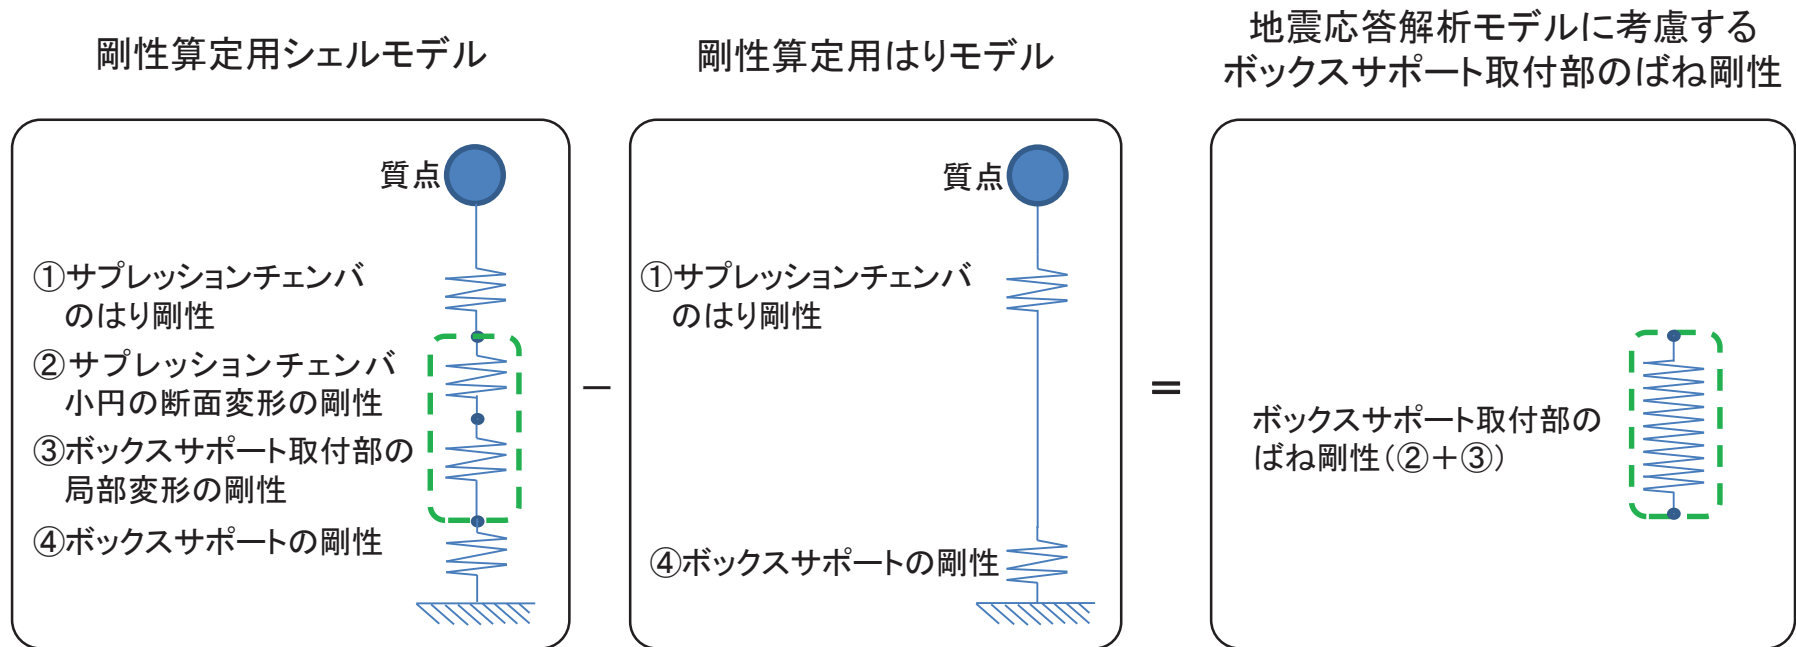 剛性算定用シェルモデル
質点
①サプレッションチェンバ
のはり剛性
②サプレッションチェンバ
小円の断面変形の剛性
③ボックスサポート取付部の
局部変形の剛性
④ボックスサポートの剛性
－
剛性算定用はりモデル
質点
①サプレッションチェンバ
のはり剛性
④ボックスサポートの剛性
＝
地震応答解析モデルに考慮する
ボックスサポート取付部のばね剛性
ボックスサポート取付部の
ばね剛性(②＋③)